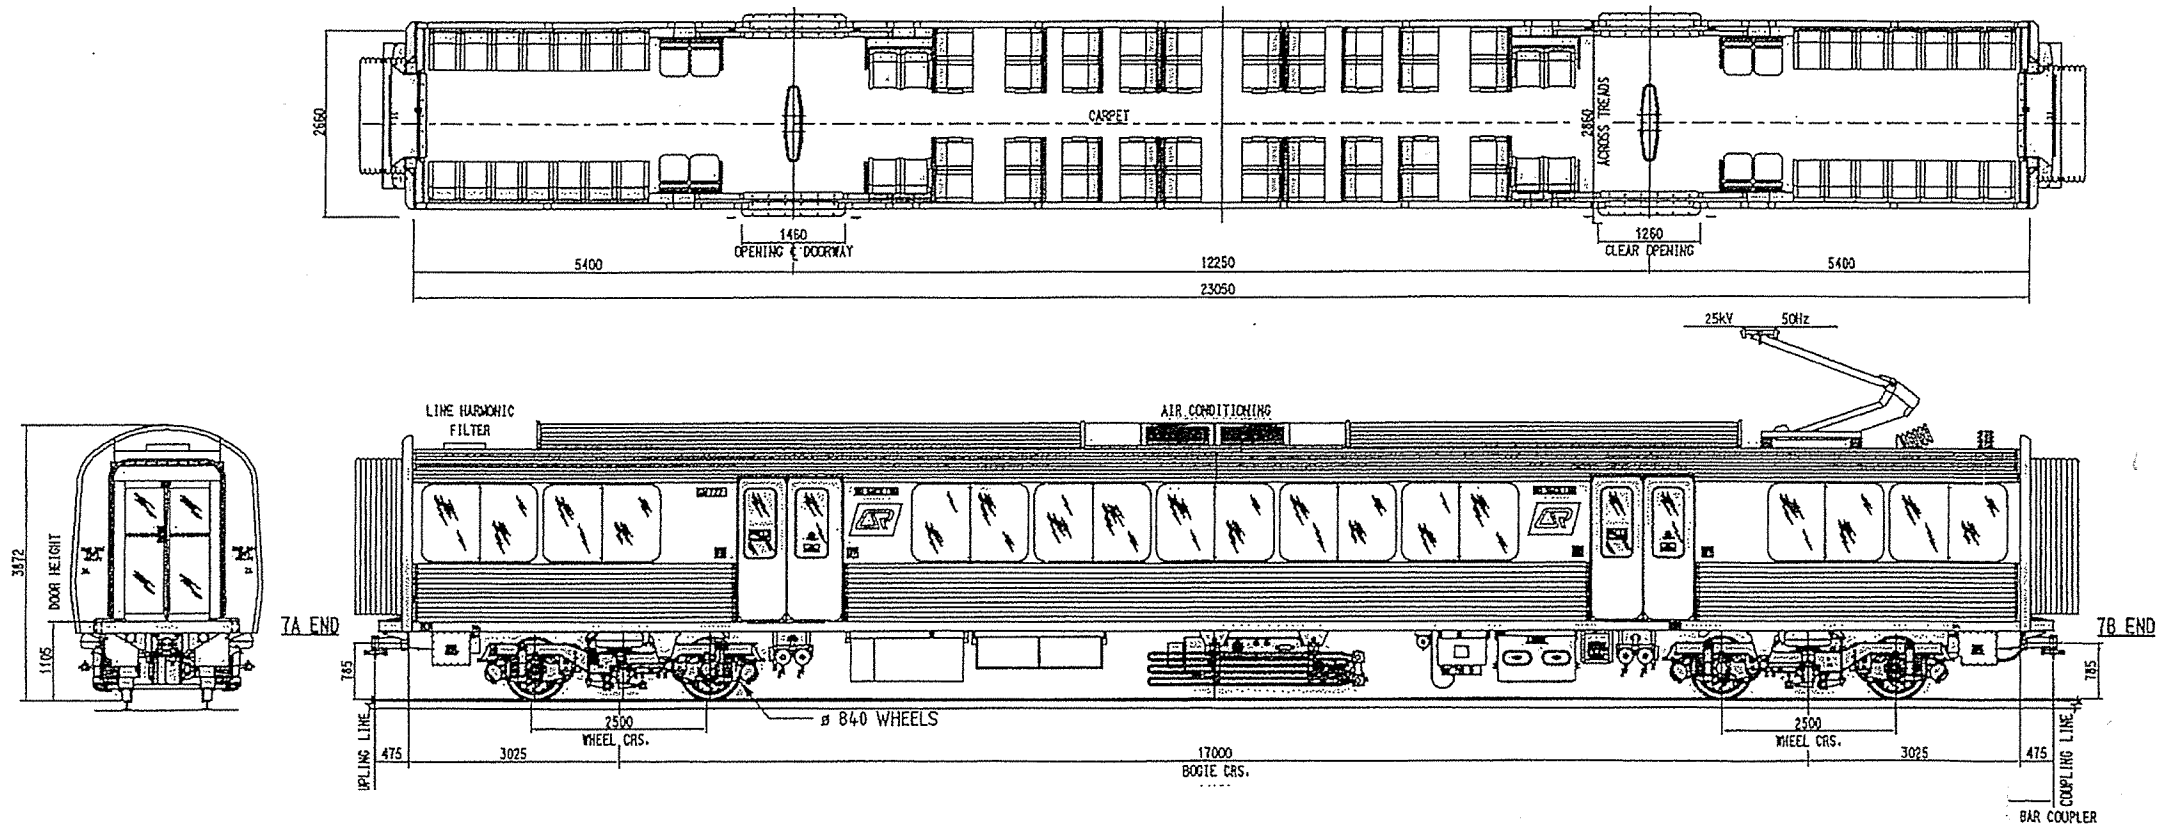 2660
CARPET
2860
ACROSS TREADS
1460
OPENING ℄ DOORWAY
1260
CLEAR OPENING
5400
12250
5400
23050
25kV 50Hz
LINE HARMONIC
FILTER
AIR CONDITIONING
3872
DOOR HEIGHT
1105
7A END
7B END
785
785
2500
WHEEL CRS.
ø 840 WHEELS
2500
WHEEL CRS.
UPLING LINE
475
3025
17000
BOGIE CRS.
3025
475
COUPLING LINE
BAR COUPLER